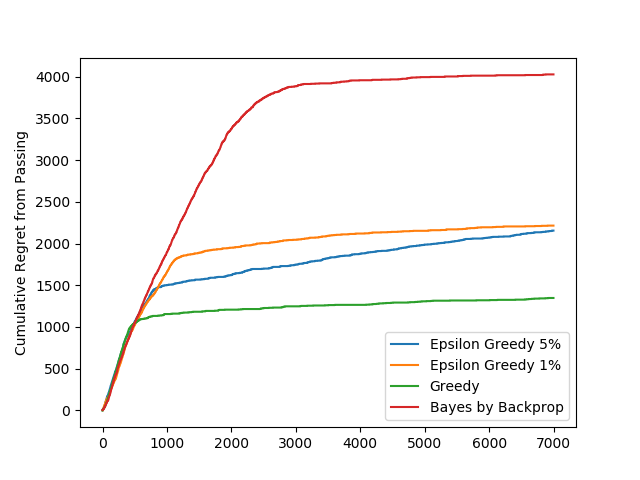 Cumulative Regret from Passing
4000
3500
3000
2500
2000
1500
1000
500
0
0 1000 2000 3000 4000 5000 6000 7000
Epsilon Greedy 5%
Epsilon Greedy 1%
Greedy
Bayes by Backprop